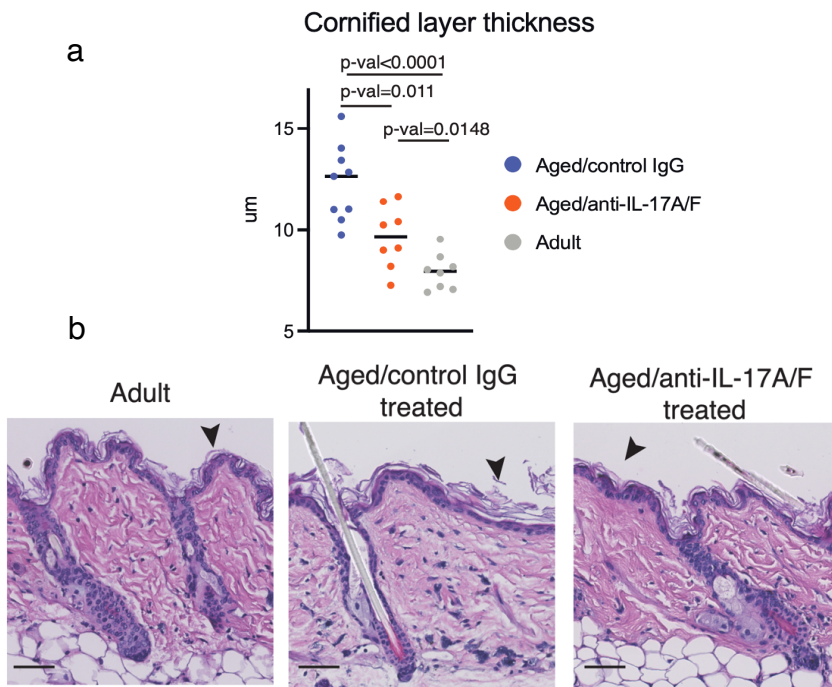 Cornified layer thickness
a
p-val<0.0001
p-val=0.011
p-val=0.0148
15
10
5
um
Aged/control IgG
Aged/anti-IL-17A/F
Adult
b
Adult
Aged/control IgG
treated
Aged/anti-IL-17A/F
treated